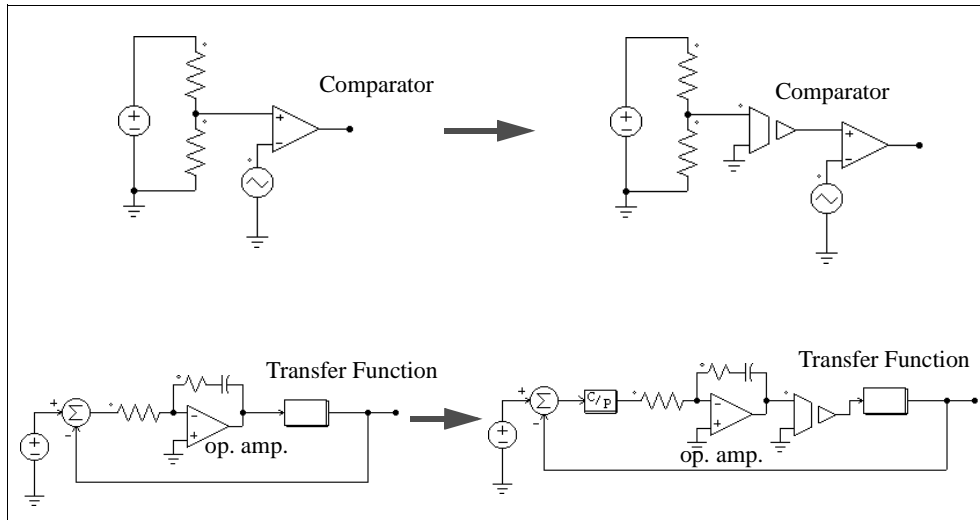 Comparator
Comparator
+
−
+
−
+
−
+
−
Transfer Function
Transfer Function
+
Σ
−
+
−
−
+
op. amp.
+
Σ
−
+
−
C/P
−
+
op. amp.